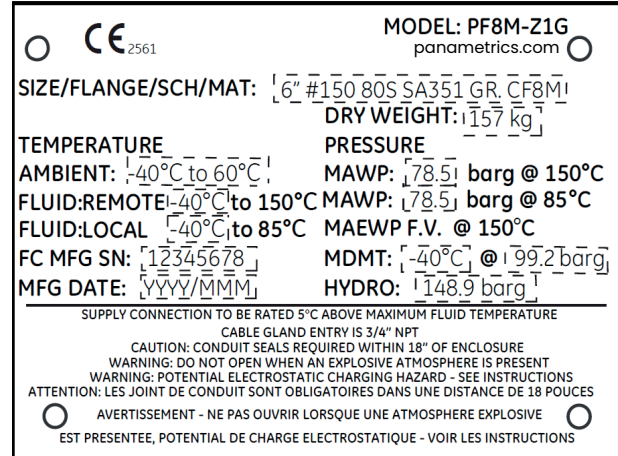 CE 2561
MODEL: PF8M-Z1G
panametrics.com
SIZE/FLANGE/SCH/MAT: 6" #150 80S SA351 GR. CF8M
DRY WEIGHT: 157 kg
TEMPERATURE PRESSURE
AMBIENT: -40°C to 60°C MAWP: 78.5 barg @ 150°C
FLUID:REMOTE -40°C to 150°C MAWP: 78.5 barg @ 85°C
FLUID:LOCAL -40°C to 85°C MAEWP F.V. @ 150°C
FC MFG SN: 12345678 MDMT: -40°C @ 99.2 barg
MFG DATE: YYYY/MMM HYDRO: 148.9 barg
SUPPLY CONNECTION TO BE RATED 5°C ABOVE MAXIMUM FLUID TEMPERATURE
CABLE GLAND ENTRY IS 3/4" NPT
CAUTION: CONDUIT SEALS REQUIRED WITHIN 18" OF ENCLOSURE
WARNING: DO NOT OPEN WHEN AN EXPLOSIVE ATMOSPHERE IS PRESENT
WARNING: POTENTIAL ELECTROSTATIC CHARGING HAZARD - SEE INSTRUCTIONS
ATTENTION: LES JOINT DE CONDUIT SONT OBLIGATOIRES DANS UNE DISTANCE DE 18 POUCES
AVERTISSEMENT - NE PAS OUVRIR LORSQUE UNE ATMOSPHERE EXPLOSIVE
EST PRESENTEE, POTENTIAL DE CHARGE ELECTROSTATIQUE - VOIR LES INSTRUCTIONS